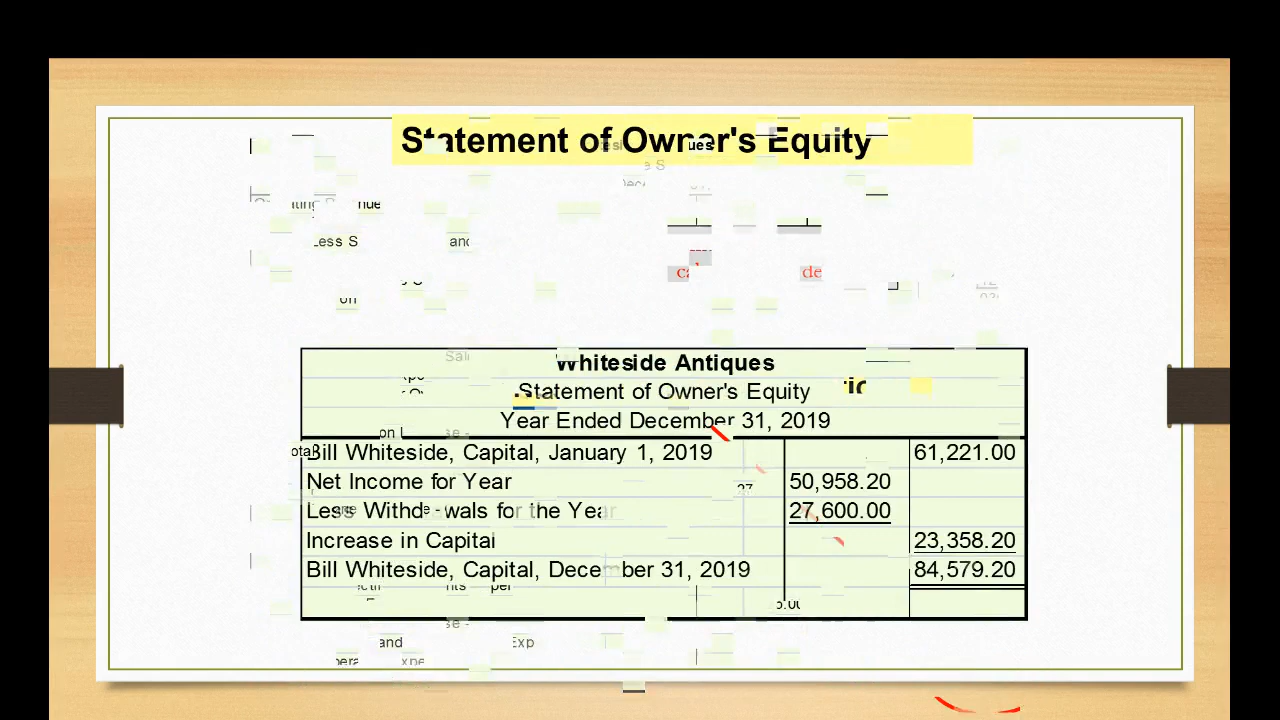 Statement of Owner's Equity
Whiteside Antiques
Statement of Owner's Equity
Year Ended December 31, 2019
Bill Whiteside, Capital, January 1, 2019 61,221.00
Net Income for Year 50,958.20
Less Withdrawals for the Year 27,600.00
Increase in Capital 23,358.20
Bill Whiteside, Capital, December 31, 2019 84,579.20